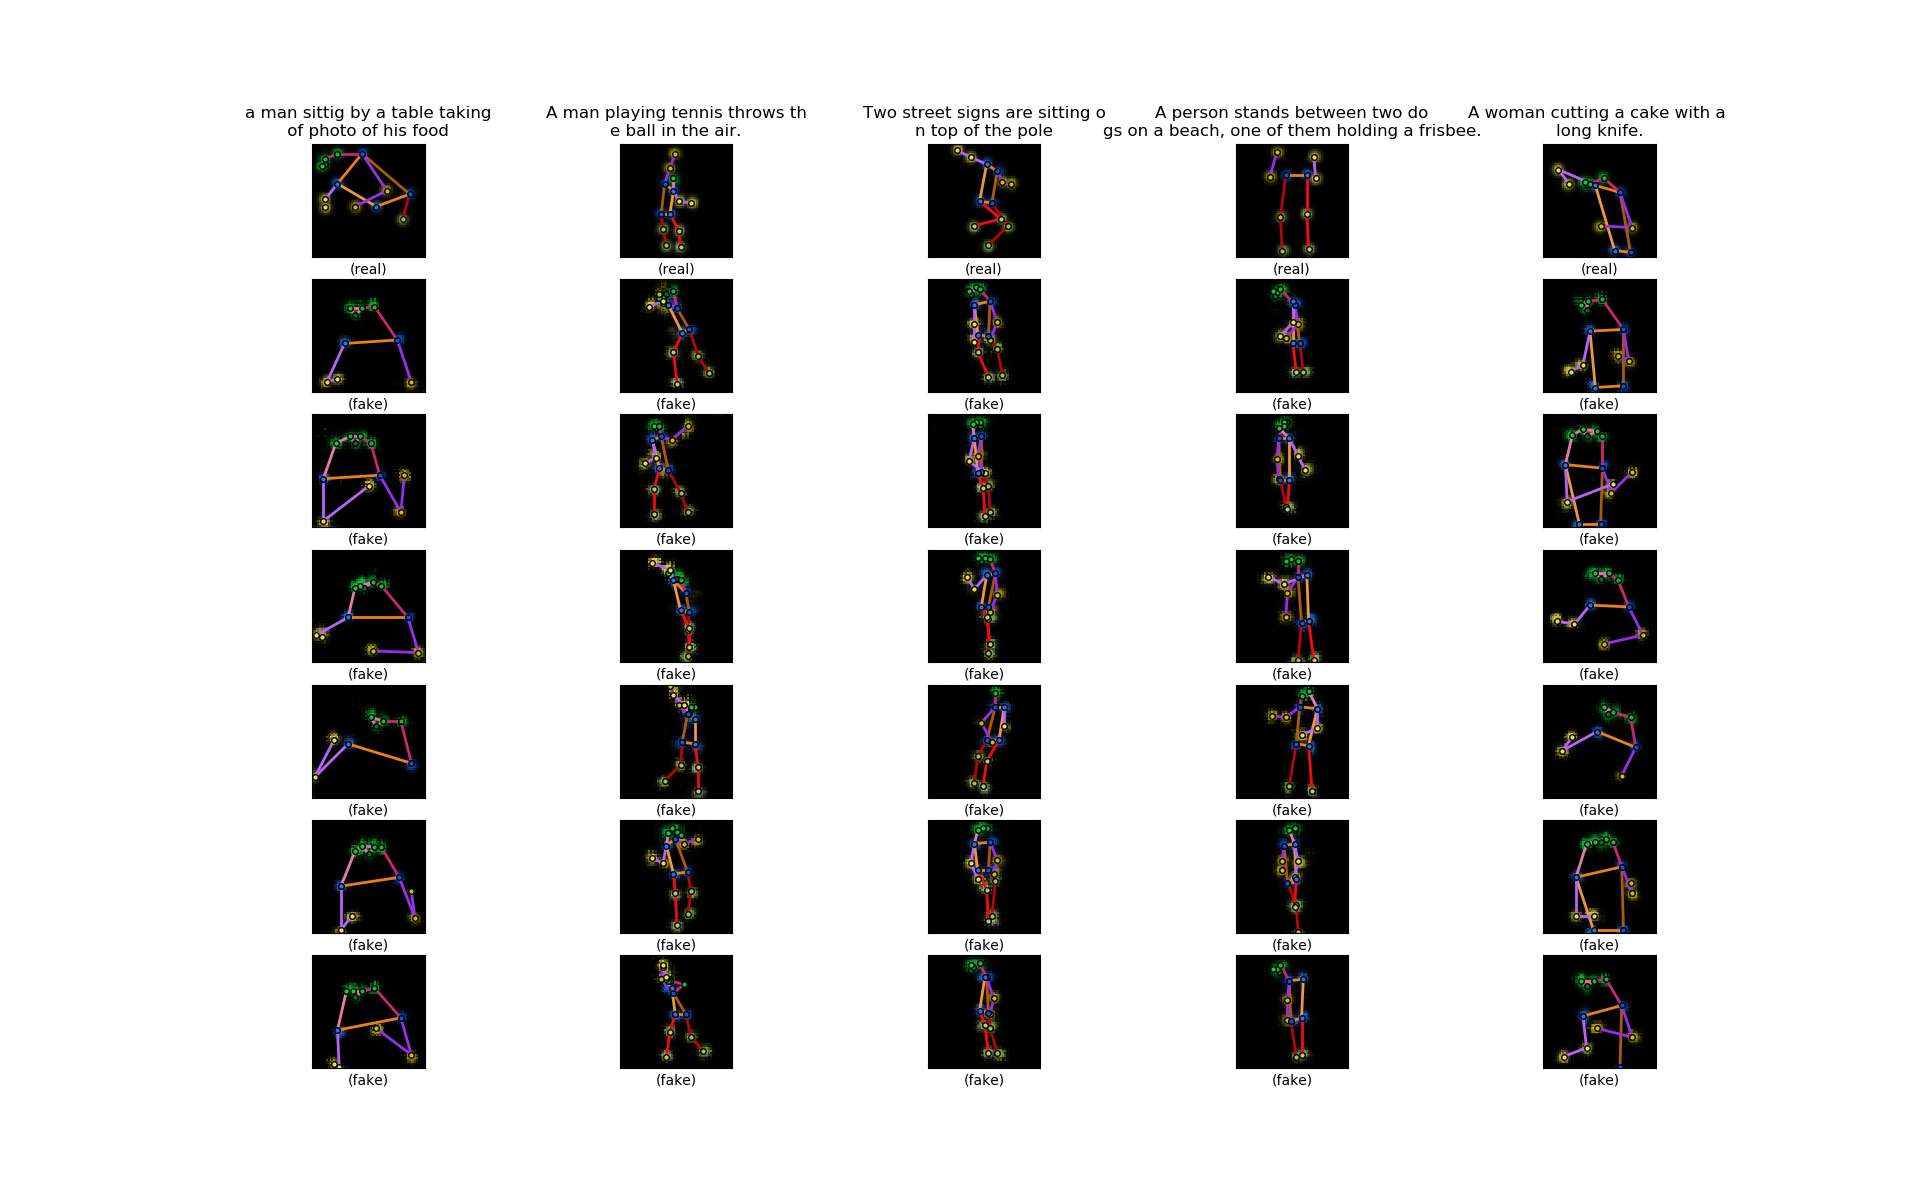 a man sittig by a table taking
of photo of his food
A man playing tennis throws th
e ball in the air.
Two street signs are sitting o
n top of the pole
A person stands between two do
gs on a beach, one of them holding a frisbee.
A woman cutting a cake with a
long knife.
(real) (real) (real) (real) (real)
(fake) (fake) (fake) (fake) (fake)
(fake) (fake) (fake) (fake) (fake)
(fake) (fake) (fake) (fake) (fake)
(fake) (fake) (fake) (fake) (fake)
(fake) (fake) (fake) (fake) (fake)
(fake) (fake) (fake) (fake) (fake)